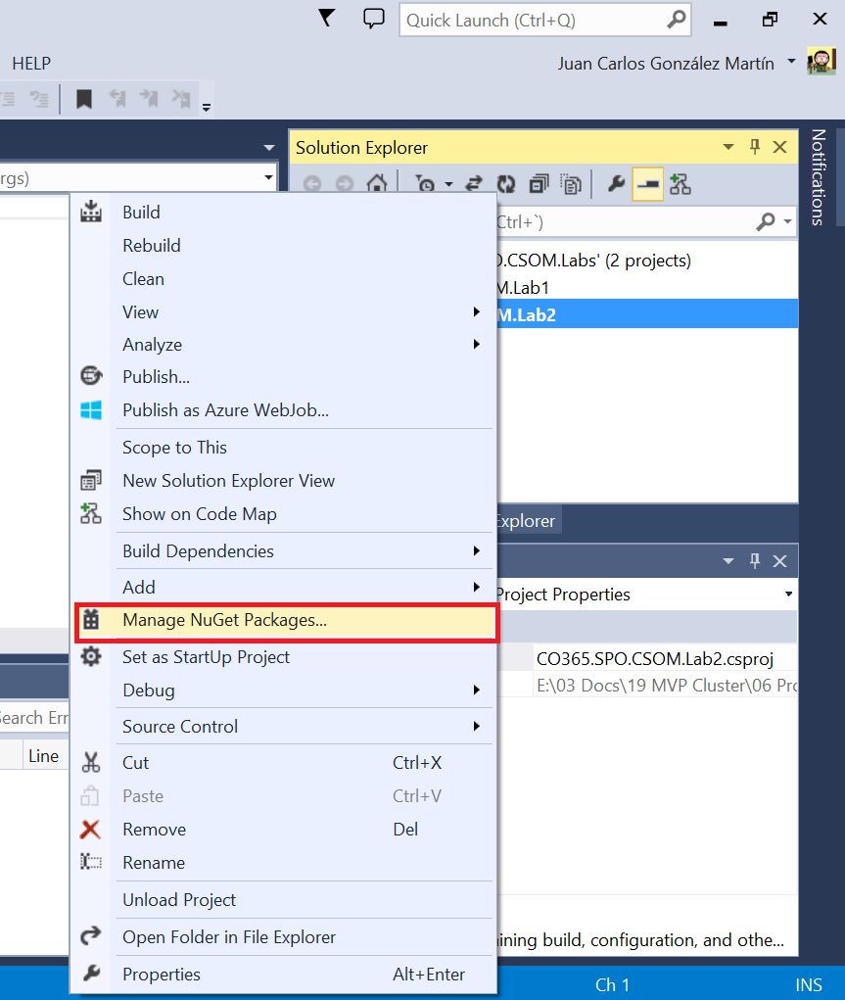 Quick Launch (Ctrl+Q)
HELP
Juan Carlos González Martín
Notifications
Solution Explorer
rgs)
Ctrl+`)
O.CSOM.Labs' (2 projects)
M.Lab1
M.Lab2
Build
Rebuild
Clean
View
Analyze
Publish...
Publish as Azure WebJob...
Scope to This
New Solution Explorer View
Show on Code Map
Build Dependencies
Add
Manage NuGet Packages...
Set as StartUp Project
Debug
Source Control
Cut Ctrl+X
Paste Ctrl+V
Remove Del
Rename
Unload Project
Open Folder in File Explorer
Properties Alt+Enter
Explorer
Project Properties
CO365.SPO.CSOM.Lab2.csproj
E:\03 Docs\19 MVP Cluster\06 Pro
Search Err
Line
ining build, configuration, and othe...
Ch 1
INS